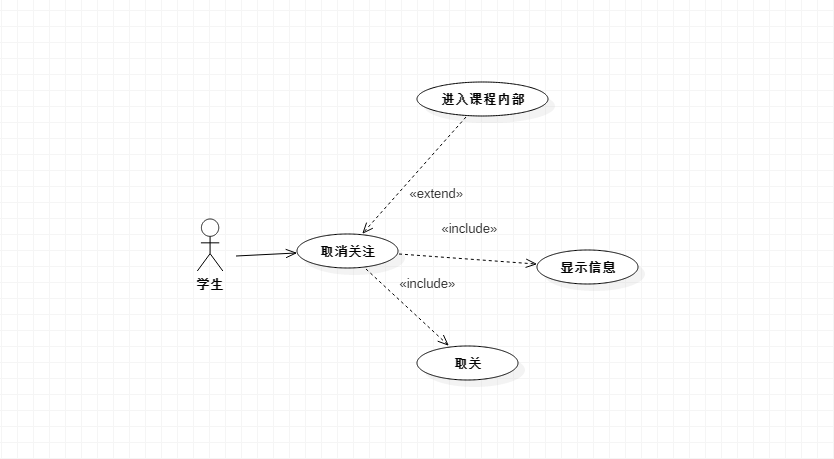 进入课程内部
«extend»
«include»
取消关注
显示信息
学生
«include»
取关